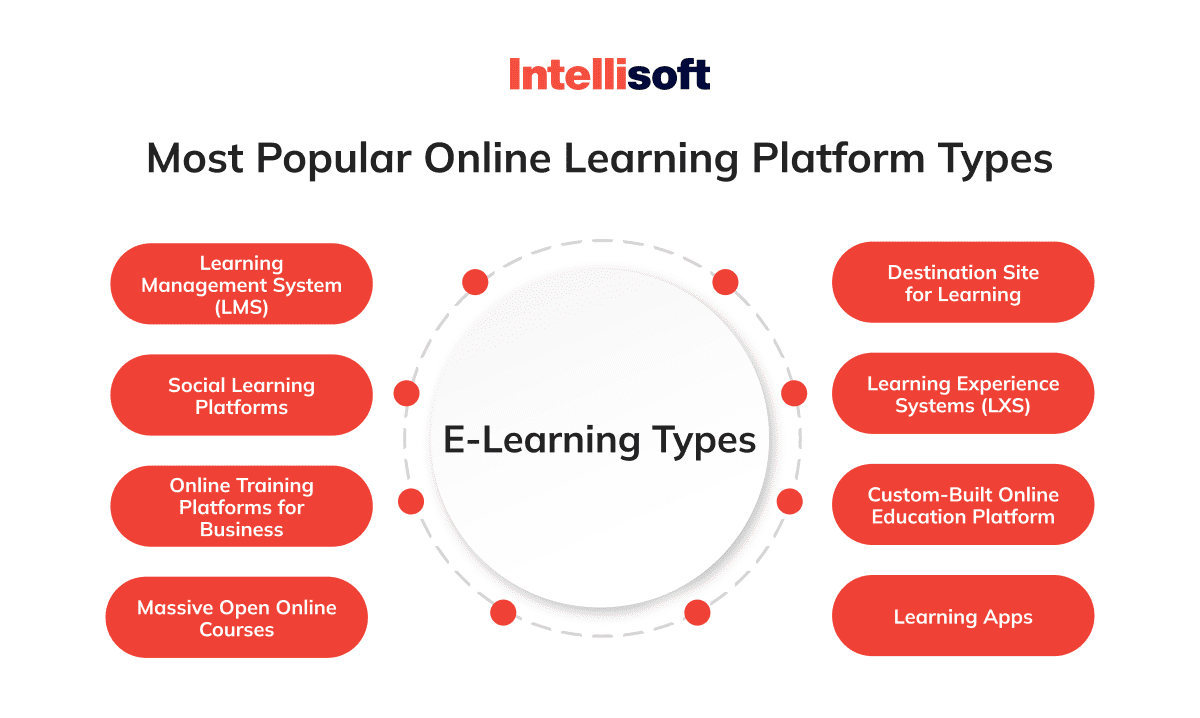 Intellisoft
Most Popular Online Learning Platform Types
Learning
Management System
(LMS)
Social Learning
Platforms
Online Training
Platforms for
Business
Massive Open Online
Courses
E-Learning Types
Destination Site
for Learning
Learning Experience
Systems (LXS)
Custom-Built Online
Education Platform
Learning Apps